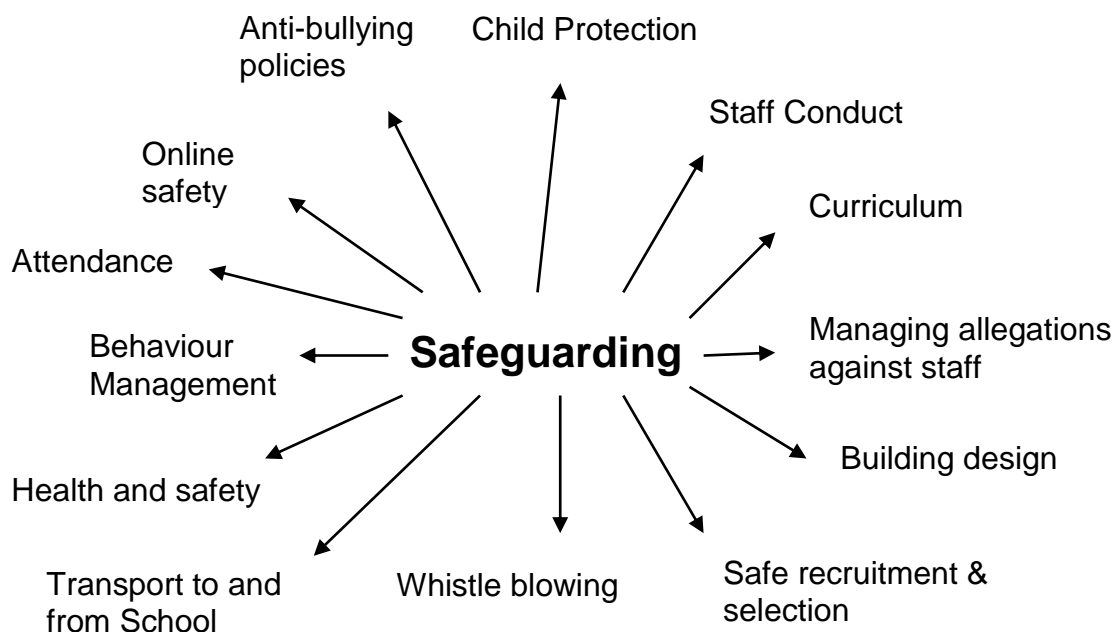 Anti-bullying
policies
Child Protection
Staff Conduct
Online
safety
Curriculum
Attendance
Behaviour
Management
Safeguarding
Managing allegations
against staff
Health and safety
Building design
Transport to and
from School
Whistle blowing
Safe recruitment &
selection